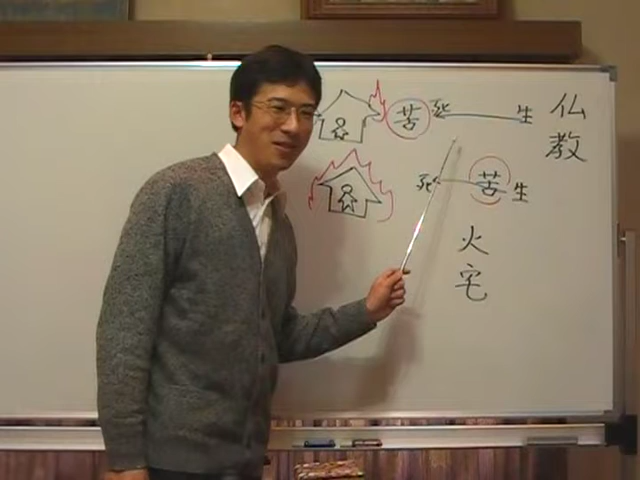 仏教
生 死 苦
生 苦 死
火宅